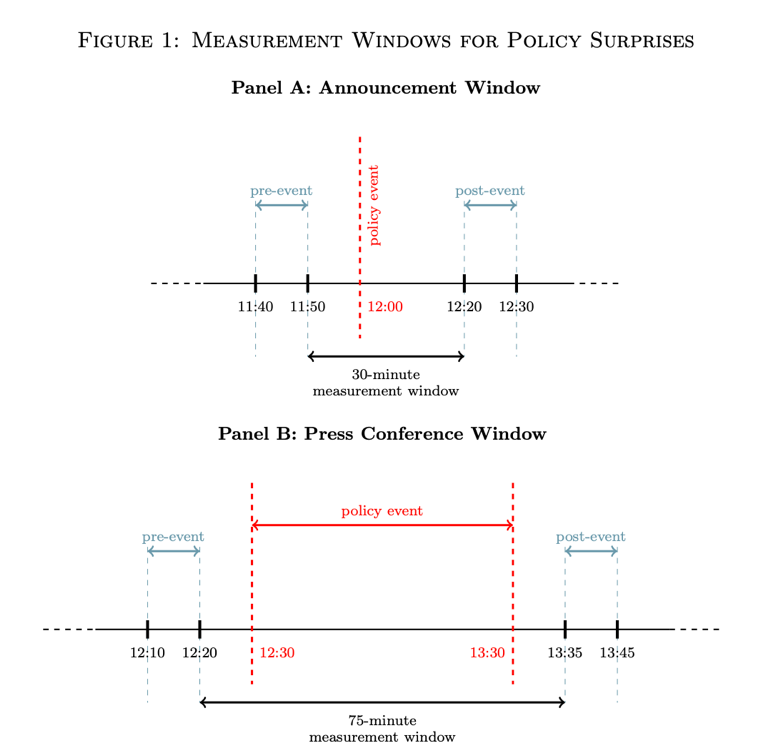 Figure 1: Measurement Windows for Policy Surprises
Panel A: Announcement Window
pre-event
policy event
post-event
11:40 11:50 12:00 12:20 12:30
30-minute
measurement window
Panel B: Press Conference Window
policy event
pre-event
post-event
12:10 12:20 12:30 13:30 13:35 13:45
75-minute
measurement window